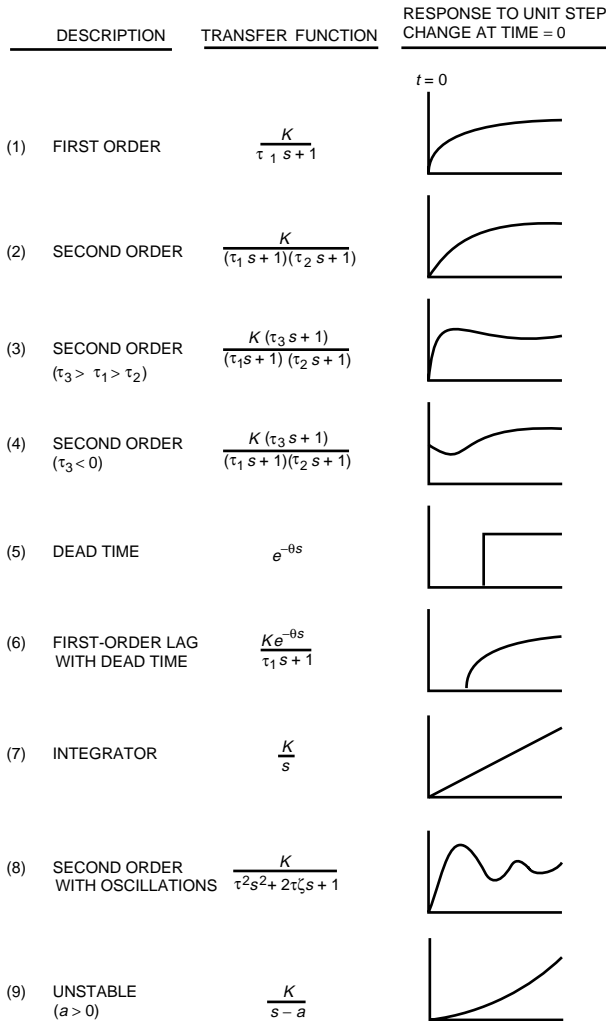 DESCRIPTION TRANSFER FUNCTION RESPONSE TO UNIT STEP
CHANGE AT TIME = 0
t = 0
(1) FIRST ORDER K
τ 1 s + 1
(2) SECOND ORDER K
(τ1 s + 1)(τ2 s + 1)
(3) SECOND ORDER K (τ3 s + 1)
(τ3 > τ1 > τ2) (τ1s + 1) (τ2 s + 1)
(4) SECOND ORDER K (τ3 s + 1)
(τ3 < 0) (τ1 s + 1)(τ2 s + 1)
(5) DEAD TIME e^−θs
(6) FIRST-ORDER LAG Ke^−θs
WITH DEAD TIME τ1 s + 1
(7) INTEGRATOR K
s
(8) SECOND ORDER K
WITH OSCILLATIONS τ²s² + 2τζs + 1
(9) UNSTABLE K
(a > 0) s − a